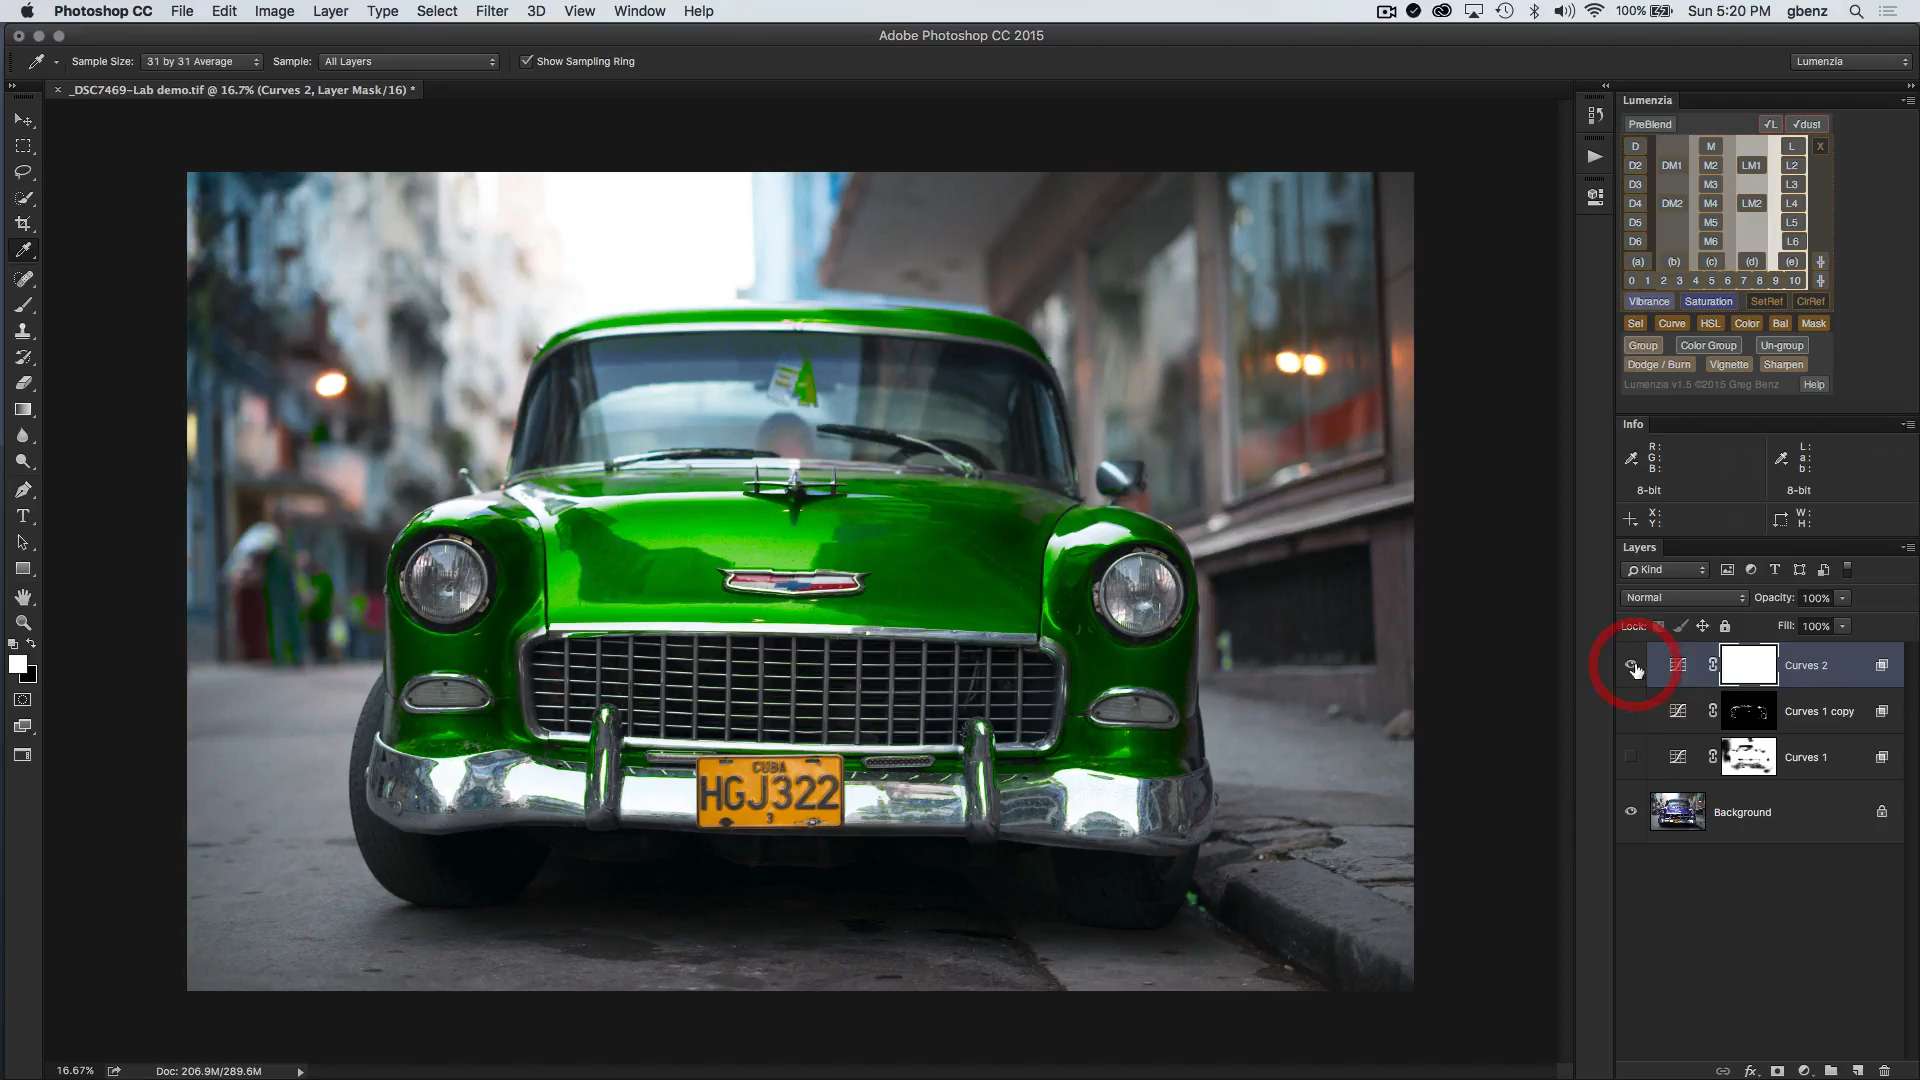 Photoshop CC File Edit Image Layer Type Select Filter 3D View Window Help 100% Sun 5:20 PM gbenz
Adobe Photoshop CC 2015
Sample Size: 31 by 31 Average Sample: All Layers Show Sampling Ring Lumenzia
_DSC7469-Lab demo.tif @ 16.7% (Curves 2, Layer Mask/16) *
Lumenzia
PreBlend √L √dust
D M L X
D2 DM1 M2 LM1 L2
D3 M3 L3
D4 DM2 M4 LM2 L4
D5 M5 L5
D6 M6 L6
(a) (b) (c) (d) (e)
0 1 2 3 4 5 6 7 8 9 10
Vibrance Saturation SetRef ClrRef
Sel Curve HSL Color Bal Mask
Group Color Group Un-group
Dodge / Burn Vignette Sharpen
Lumenzia v1.5 ©2015 Greg Benz Help
Info
R: L:
G: a:
B: b:
8-bit 8-bit
X: W:
Y: H:
Layers
Kind
Normal Opacity: 100%
Lock: Fill: 100%
Curves 2
Curves 1 copy
Curves 1
Background
CUBA
HGJ322
3
16.67% Doc: 206.9M/289.6M